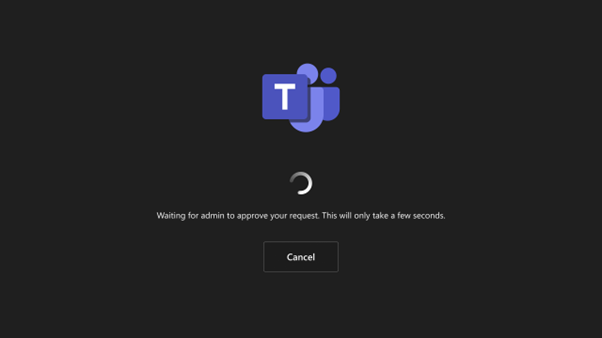 T
Waiting for admin to approve your request. This will only take a few seconds.
Cancel